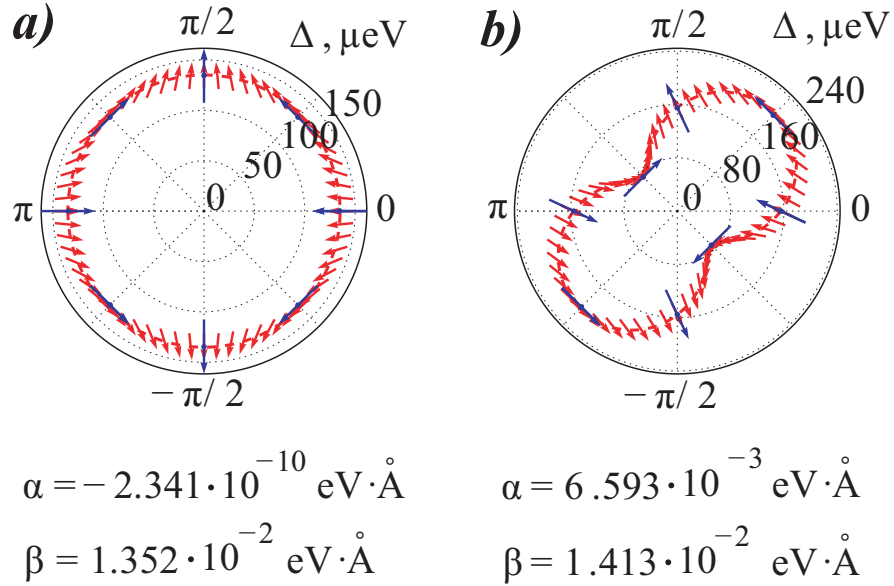 a)
π/2
Δ , μeV
150
100
50
0
π
0
− π/ 2
α = − 2.341 · 10⁻¹⁰ eV·Å
β = 1.352 · 10⁻² eV·Å
b)
π/2
Δ , μeV
240
160
80
0
π
0
− π/ 2
α = 6 .593 · 10⁻³ eV·Å
β = 1.413 · 10⁻² eV·Å